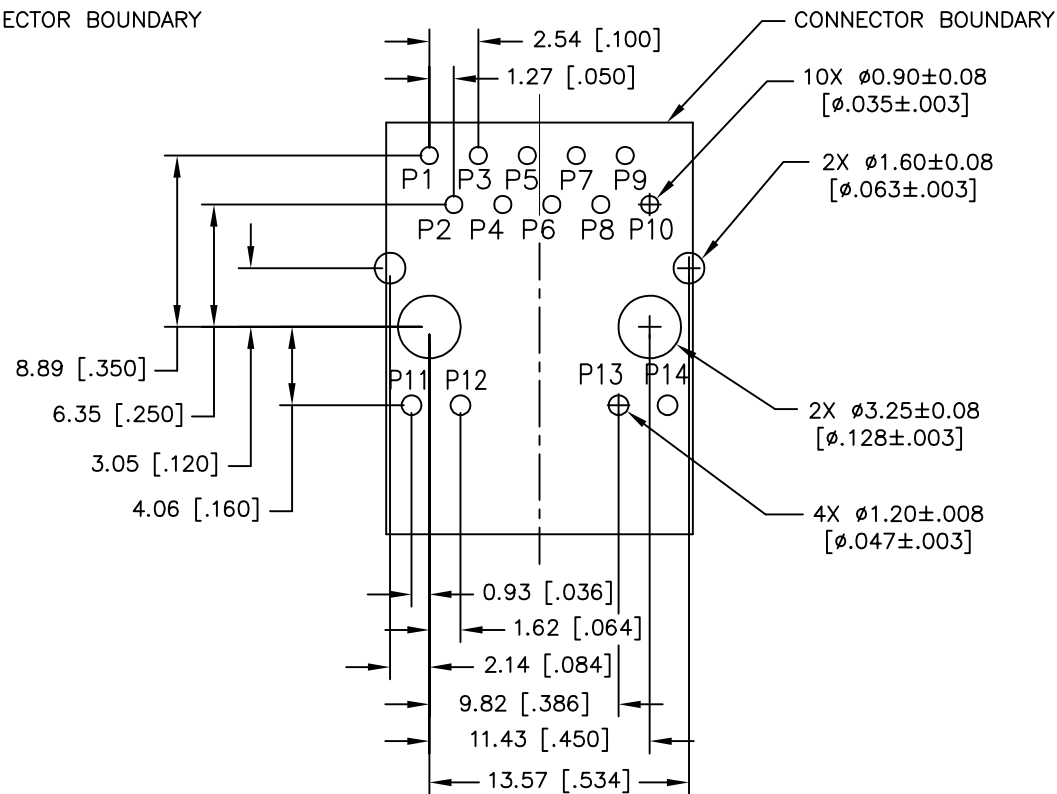 ECTOR BOUNDARY
CONNECTOR BOUNDARY
2.54 [.100]
1.27 [.050]
10X ø0.90±0.08
[ø.035±.003]
P1 P3 P5 P7 P9
2X ø1.60±0.08
[ø.063±.003]
P2 P4 P6 P8 P10
8.89 [.350]
P11 P12 P13 P14
6.35 [.250]
2X ø3.25±0.08
[ø.128±.003]
3.05 [.120]
4.06 [.160]
4X ø1.20±.008
[ø.047±.003]
0.93 [.036]
1.62 [.064]
2.14 [.084]
9.82 [.386]
11.43 [.450]
13.57 [.534]